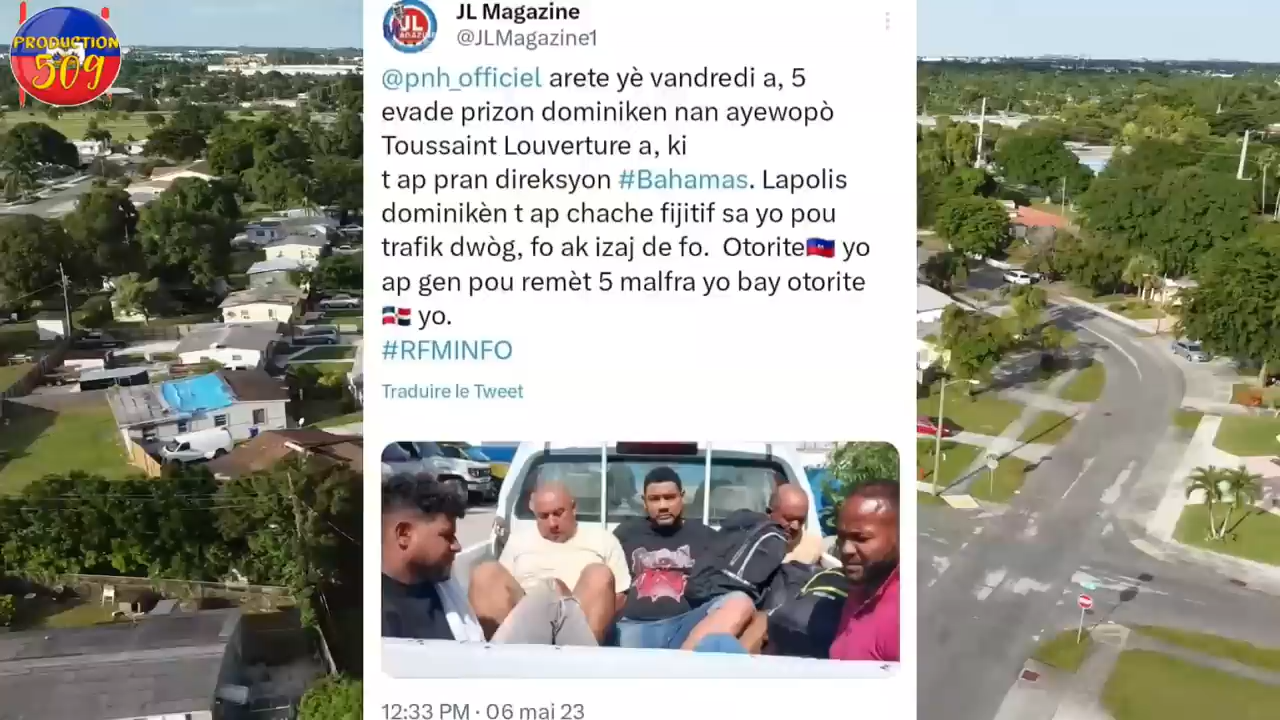 PRODUCTION
509
JL Magazine
@JLMagazine1
@pnh_officiel arete yè vandredi a, 5
evade prizon dominiken nan ayewopò
Toussaint Louverture a, ki
t ap pran direksyon #Bahamas. Lapolis
dominikèn t ap chache fijitif sa yo pou
trafik dwòg, fo ak izaj de fo. Otorite🇭🇹 yo
ap gen pou remèt 5 malfra yo bay otorite
🇩🇴 yo.
#RFMINFO
Traduire le Tweet
12:33 PM · 06 mai 23